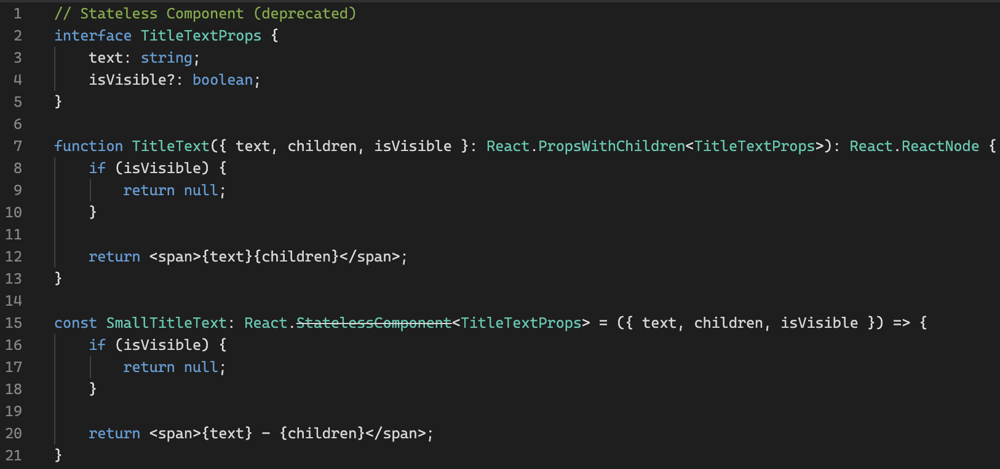 1 // Stateless Component (deprecated)
2 interface TitleTextProps {
3 text: string;
4 isVisible?: boolean;
5 }
6
7 function TitleText({ text, children, isVisible }: React.PropsWithChildren<TitleTextProps>): React.ReactNode {
8 if (isVisible) {
9 return null;
10 }
11
12 return <span>{text}{children}</span>;
13 }
14
15 const SmallTitleText: React.StatelessComponent<TitleTextProps> = ({ text, children, isVisible }) => {
16 if (isVisible) {
17 return null;
18 }
19
20 return <span>{text} - {children}</span>;
21 }